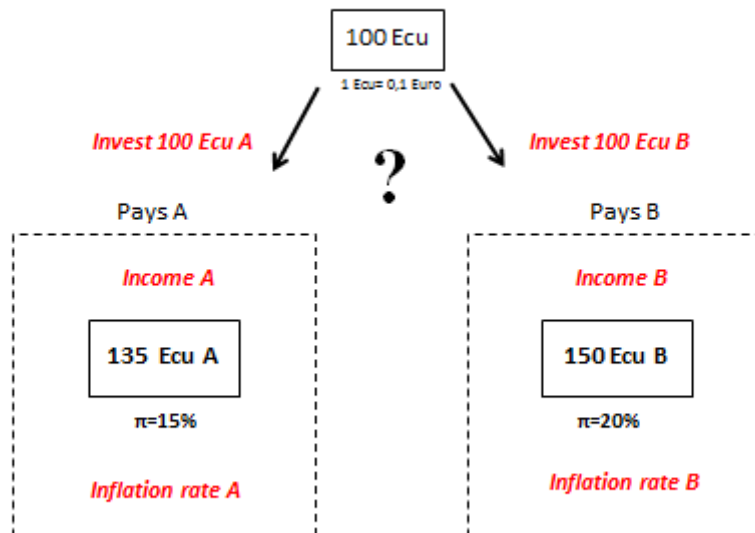 100 Ecu
1 Ecu= 0,1 Euro
Invest 100 Ecu A
Invest 100 Ecu B
?
Pays A
Pays B
Income A
Income B
135 Ecu A
150 Ecu B
π=15%
π=20%
Inflation rate A
Inflation rate B